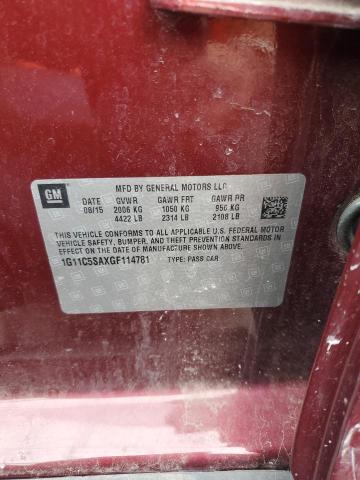 GM
MFD BY GENERAL MOTORS LLC
DATE GVWR GAWR FRT GAWR RR
08/15 2006 KG 1050 KG 956 KG
4422 LB 2314 LB 2108 LB
THIS VEHICLE CONFORMS TO ALL APPLICABLE U.S. FEDERAL MOTOR
VEHICLE SAFETY, BUMPER, AND THEFT PREVENTION STANDARDS
IN EFFECT ON THE DATE OF MANUFACTURE SHOWN ABOVE.
1G11C5SAXGF114781 TYPE: PASS CAR